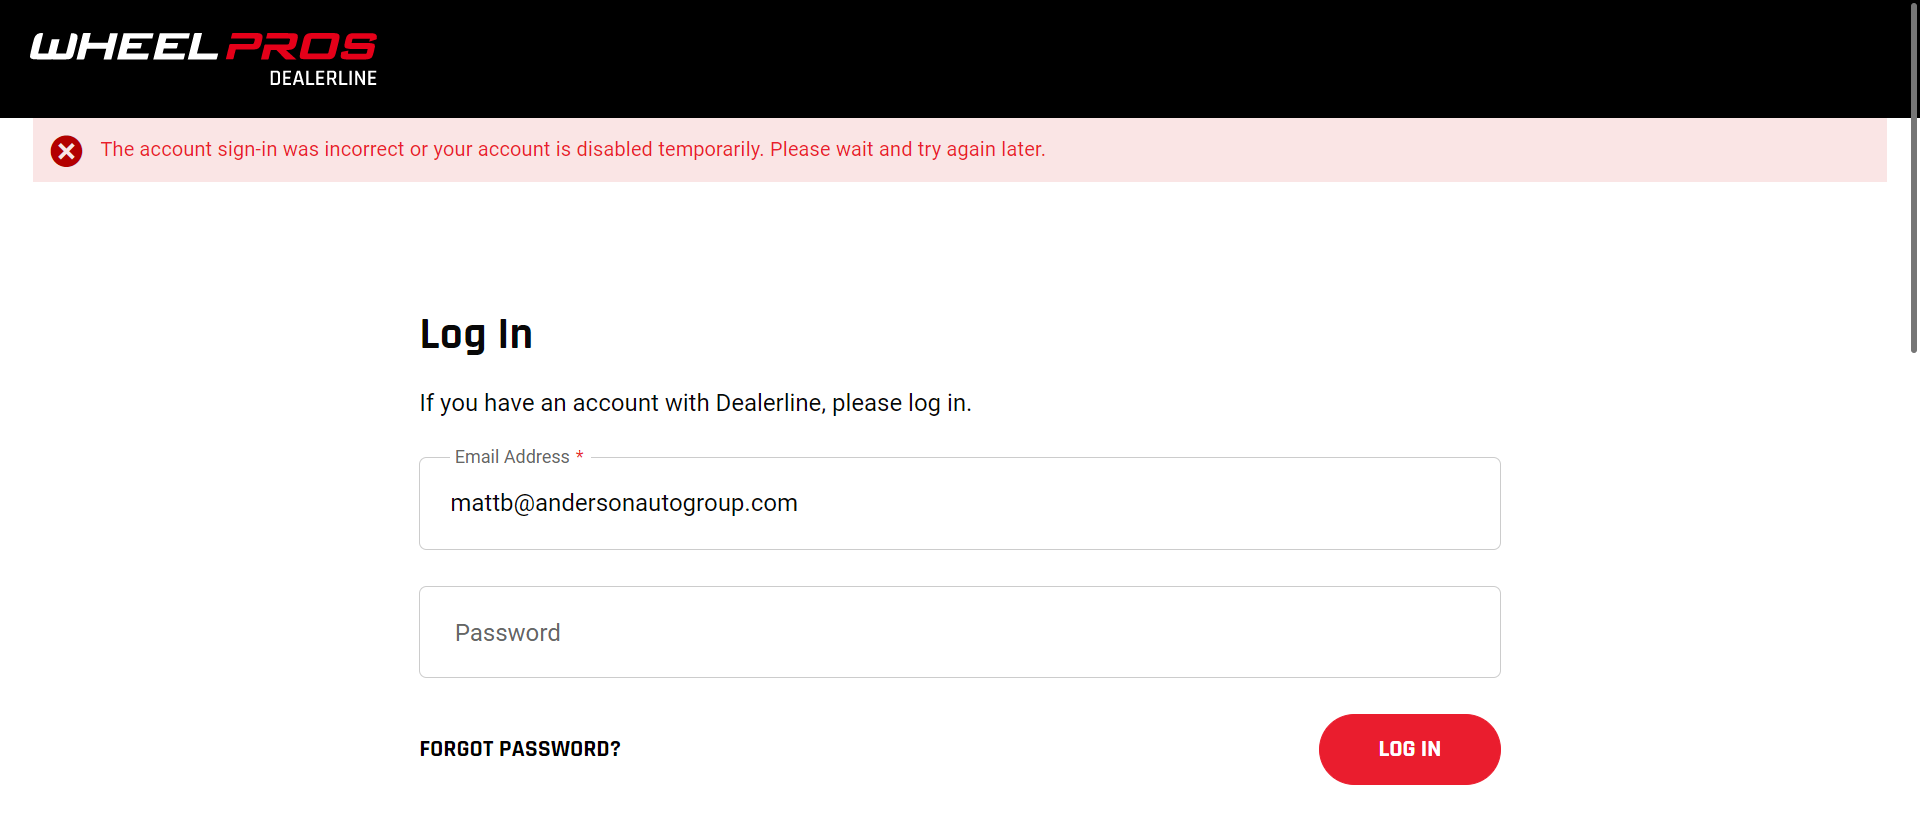 WHEEL PROS
DEALERLINE
The account sign-in was incorrect or your account is disabled temporarily. Please wait and try again later.
Log In
If you have an account with Dealerline, please log in.
Email Address *
mattb@andersonautogroup.com
Password
FORGOT PASSWORD?
LOG IN